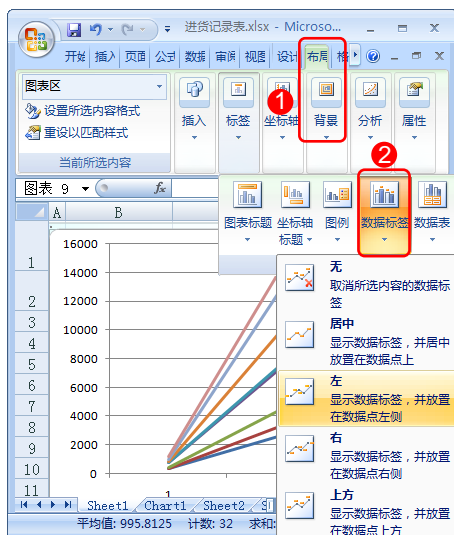 进货记录表.xlsx - Microso...
开始 插入 页面 公式 数据 审阅 视图 设计 布局 格
图表区
设置所选内容格式
重设以匹配样式
当前所选内容
插入 标签 坐标轴 背景 分析 属性
1
2
图表 9 fx
图表标题 坐标轴标题 图例 数据标签 数据表
A B
无
取消所选内容的数据标
签
居中
显示数据标签，并居中
放置在数据点上
左
显示数据标签，并放置
在数据点左侧
右
显示数据标签，并放置
在数据点右侧
上方
显示数据标签，并放置
在数据点上方
1
2
3
4
5
6
7
8
9
10
11
16000
14000
12000
10000
8000
6000
4000
2000
0
1
Sheet1 Chart1 Sheet2 S
平均值: 995.8125 计数: 32 求和: